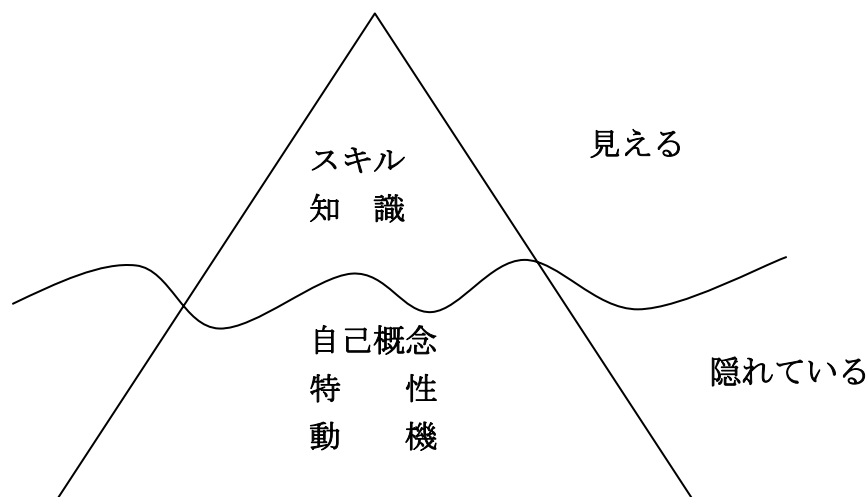 見える
スキル
知　識
自己概念
隠れている
特　　性
動　　機